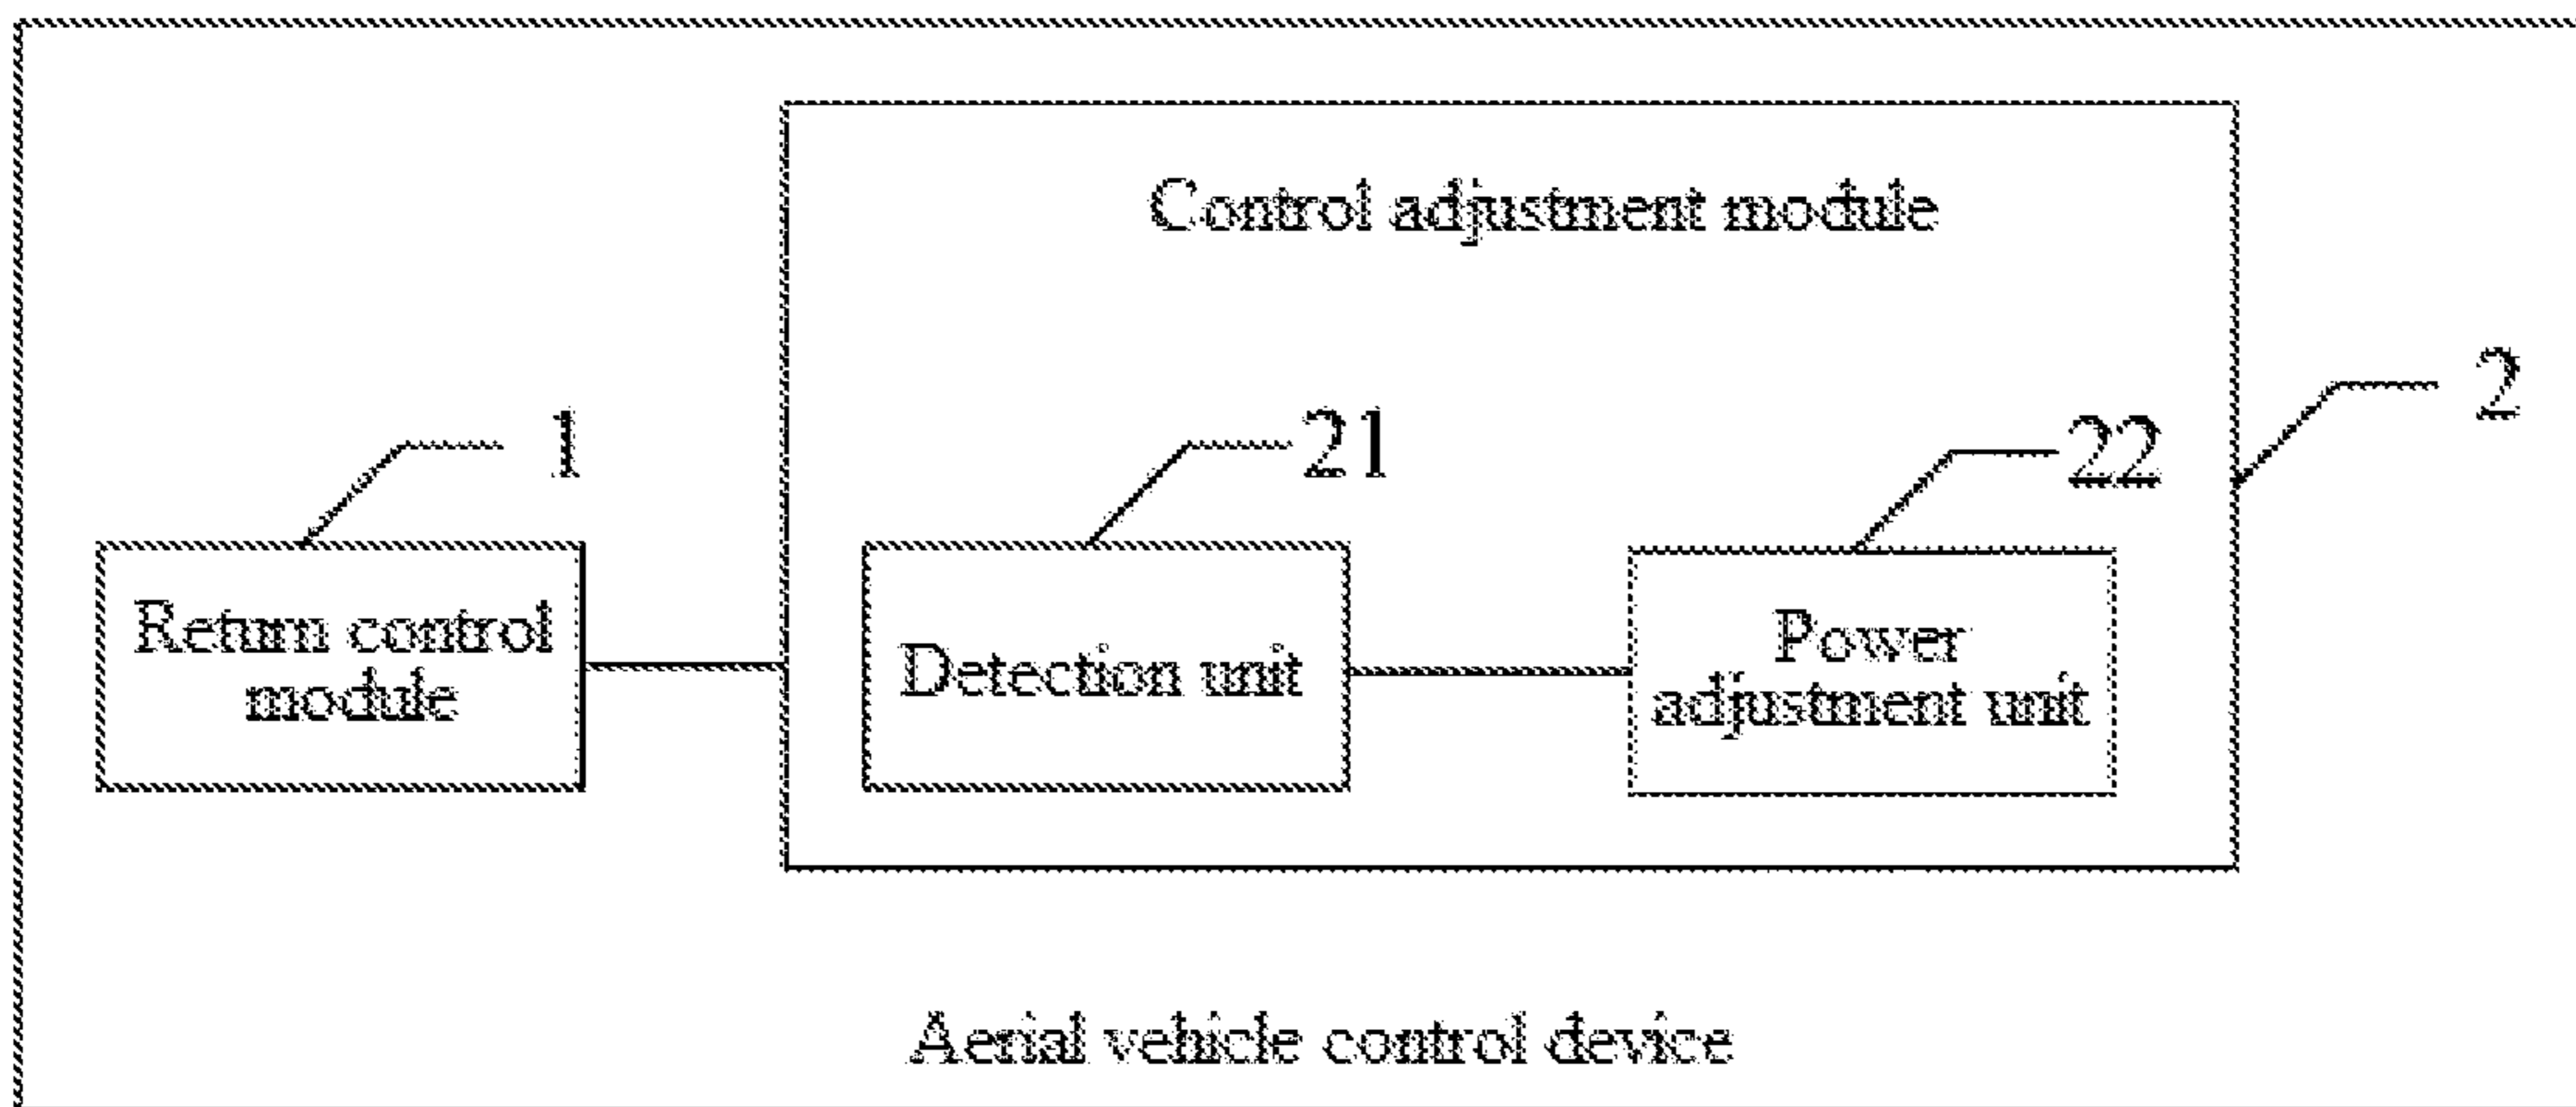 Control adjustment module
2
1
21
22
Return control
module
Detection unit
Power
adjustment unit
Aerial vehicle control device